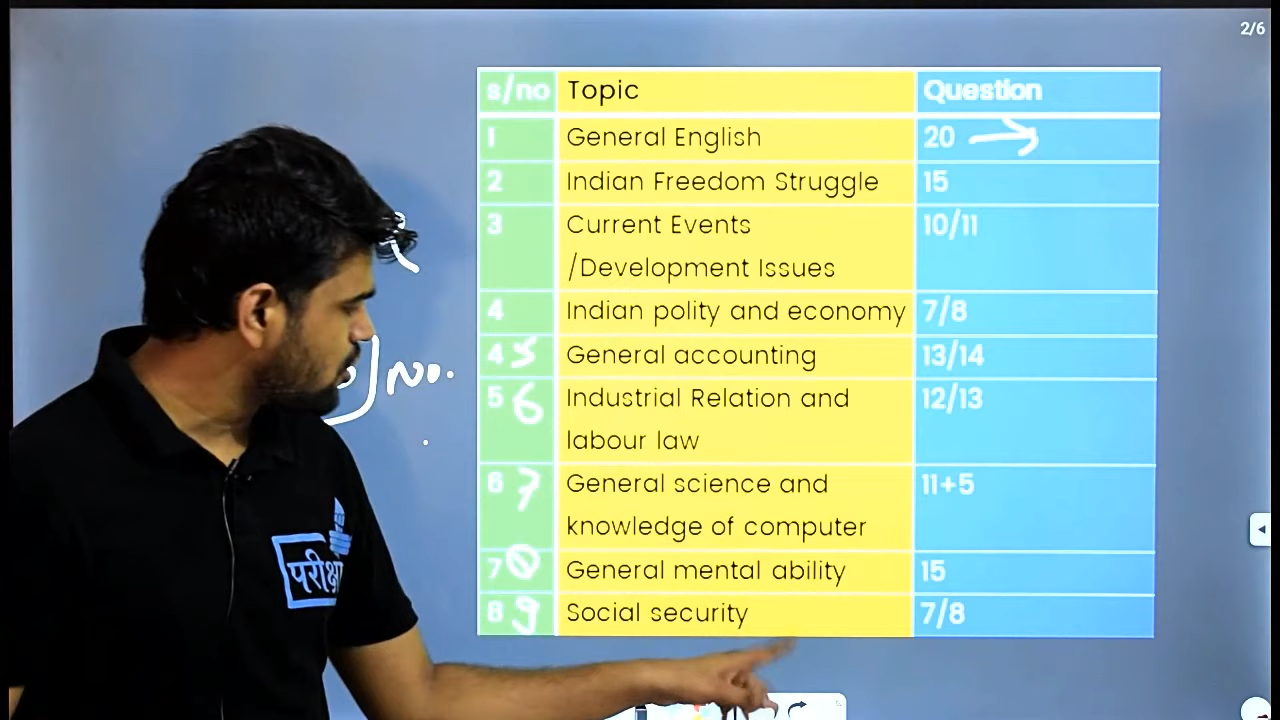 2/6
s/no Topic Question
1 General English 20
2 Indian Freedom Struggle 15
3 Current Events 10/11
/Development Issues
4 Indian polity and economy 7/8
4 5 General accounting 13/14
5 6 Industrial Relation and 12/13
labour law
No.
6 7 General science and 11+5
knowledge of computer
7 General mental ability 15
8 9 Social security 7/8